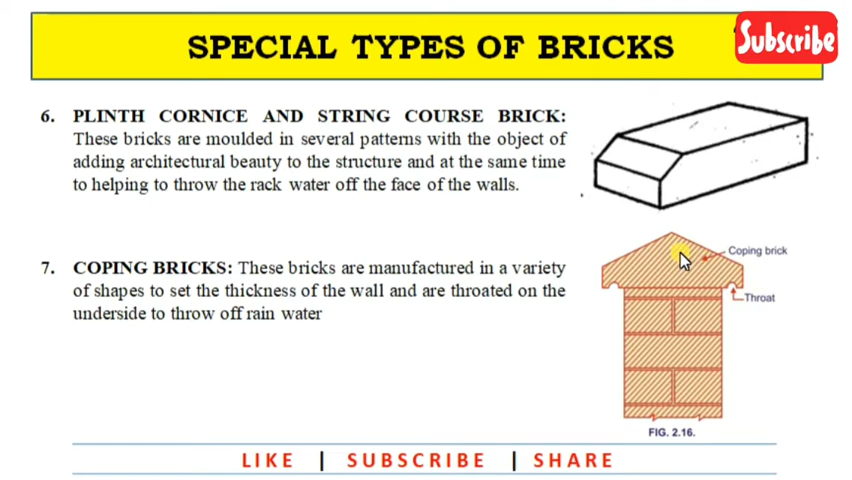 SPECIAL TYPES OF BRICKS
Subscribe
6. PLINTH CORNICE AND STRING COURSE BRICK:
These bricks are moulded in several patterns with the object of
adding architectural beauty to the structure and at the same time
to helping to throw the rack water off the face of the walls.
7. COPING BRICKS: These bricks are manufactured in a variety
of shapes to set the thickness of the wall and are throated on the
underside to throw off rain water
Coping brick
Throat
FIG. 2.16.
LIKE | SUBSCRIBE | SHARE